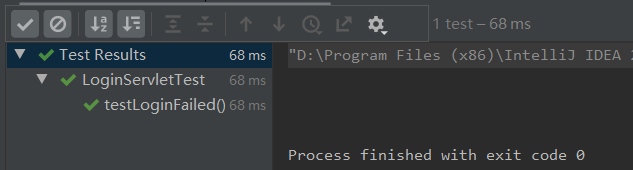 1 test – 68 ms
Test Results 68 ms
"D:\Program Files (x86)\IntelliJ IDEA
LoginServletTest 68 ms
testLoginFailed() 68 ms
Process finished with exit code 0